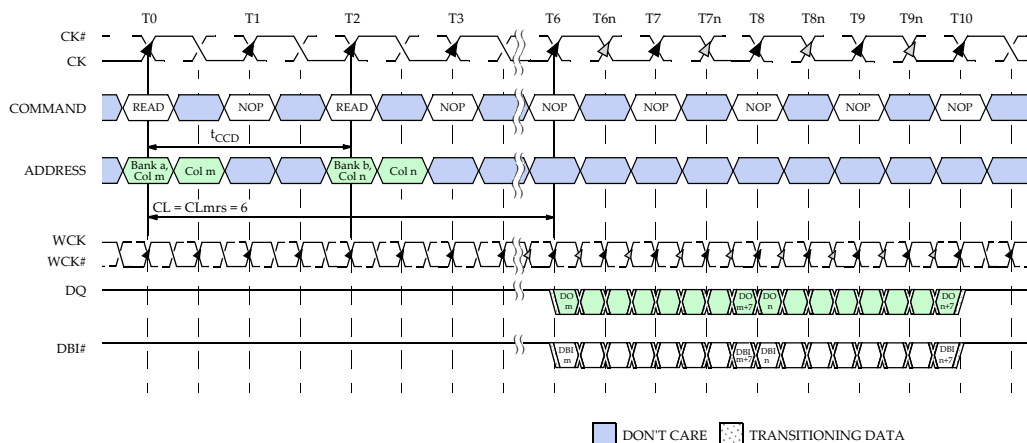 T0 T1 T2 T3 T6 T6n T7 T7n T8 T8n T9 T9n T10
CK#
CK
COMMAND READ NOP READ NOP NOP NOP NOP NOP NOP
tCCD
ADDRESS Bank a, Col m Col m Bank b, Col n Col n
CL = CLmrs = 6
WCK
WCK#
DQ DO m DO m+7 DO n DO n+7
DBI# DBI m DBI m+7 DBI n DBI n+7
DON'T CARE TRANSITIONING DATA